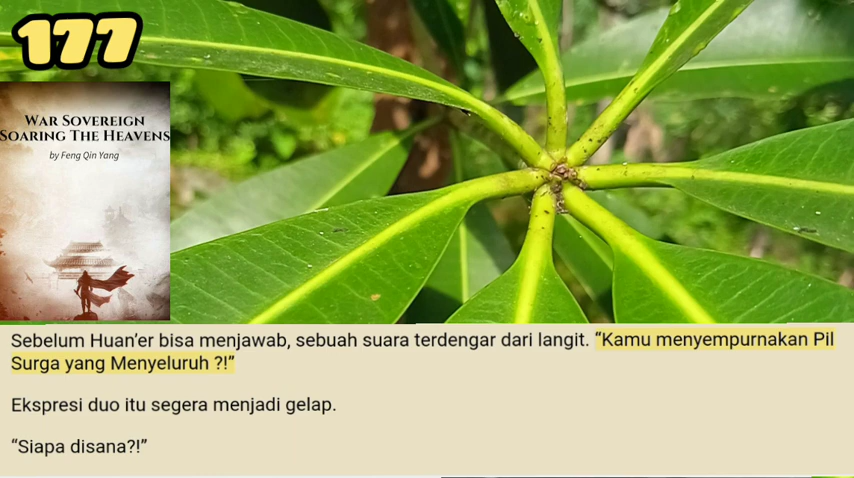 177
WAR SOVEREIGN
SOARING THE HEAVENS
by Feng Qin Yang
Sebelum Huan’er bisa menjawab, sebuah suara terdengar dari langit. “Kamu menyempurnakan Pil
Surga yang Menyeluruh ?!”
Ekspresi duo itu segera menjadi gelap.
“Siapa disana?!”